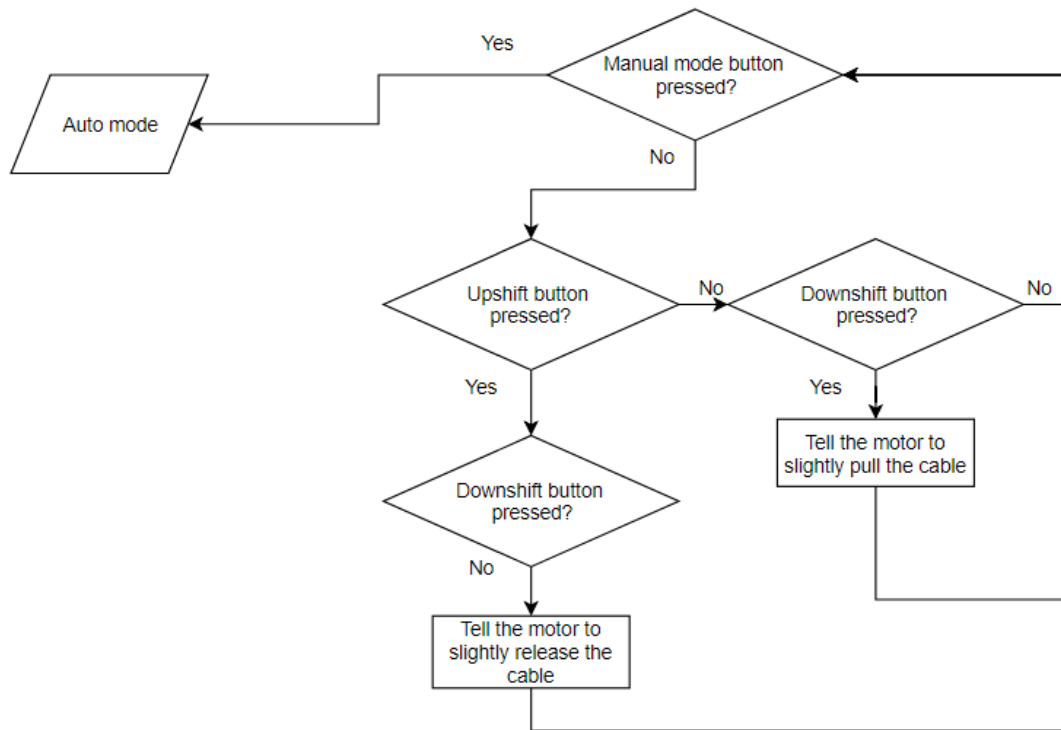 Yes
Manual mode button
pressed?
Auto mode
No
Upshift button
pressed?
No
Downshift button
pressed?
No
Yes
Yes
Tell the motor to
slightly pull the cable
Downshift button
pressed?
No
Tell the motor to
slightly release the
cable